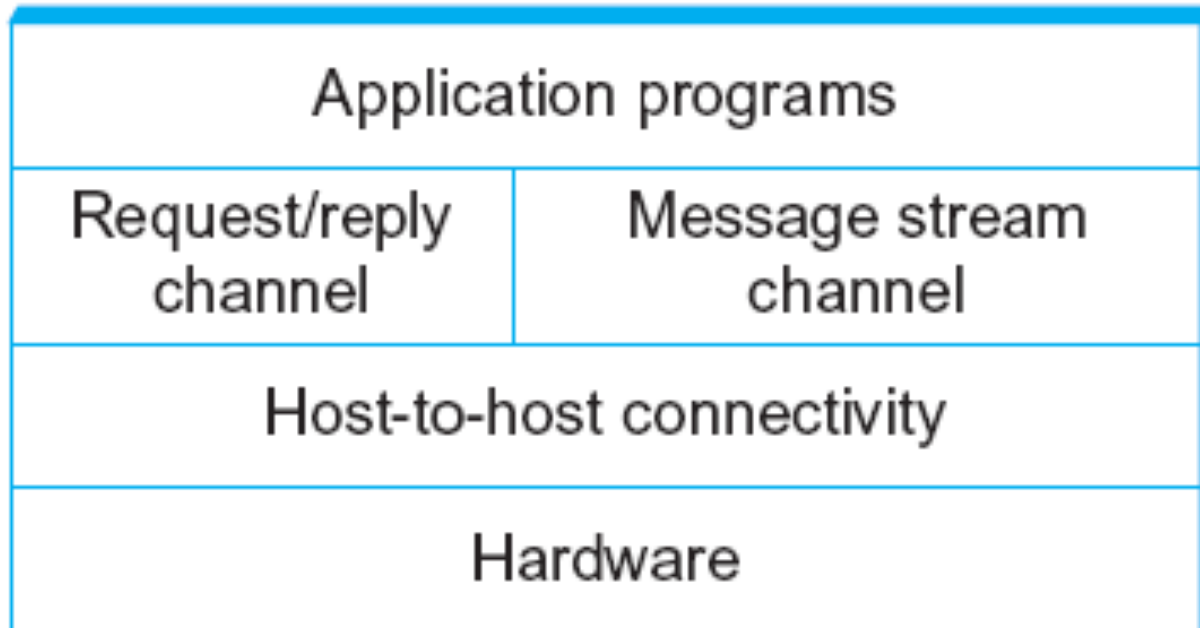 Application programs
Request/reply
channel
Message stream
channel
Host-to-host connectivity
Hardware